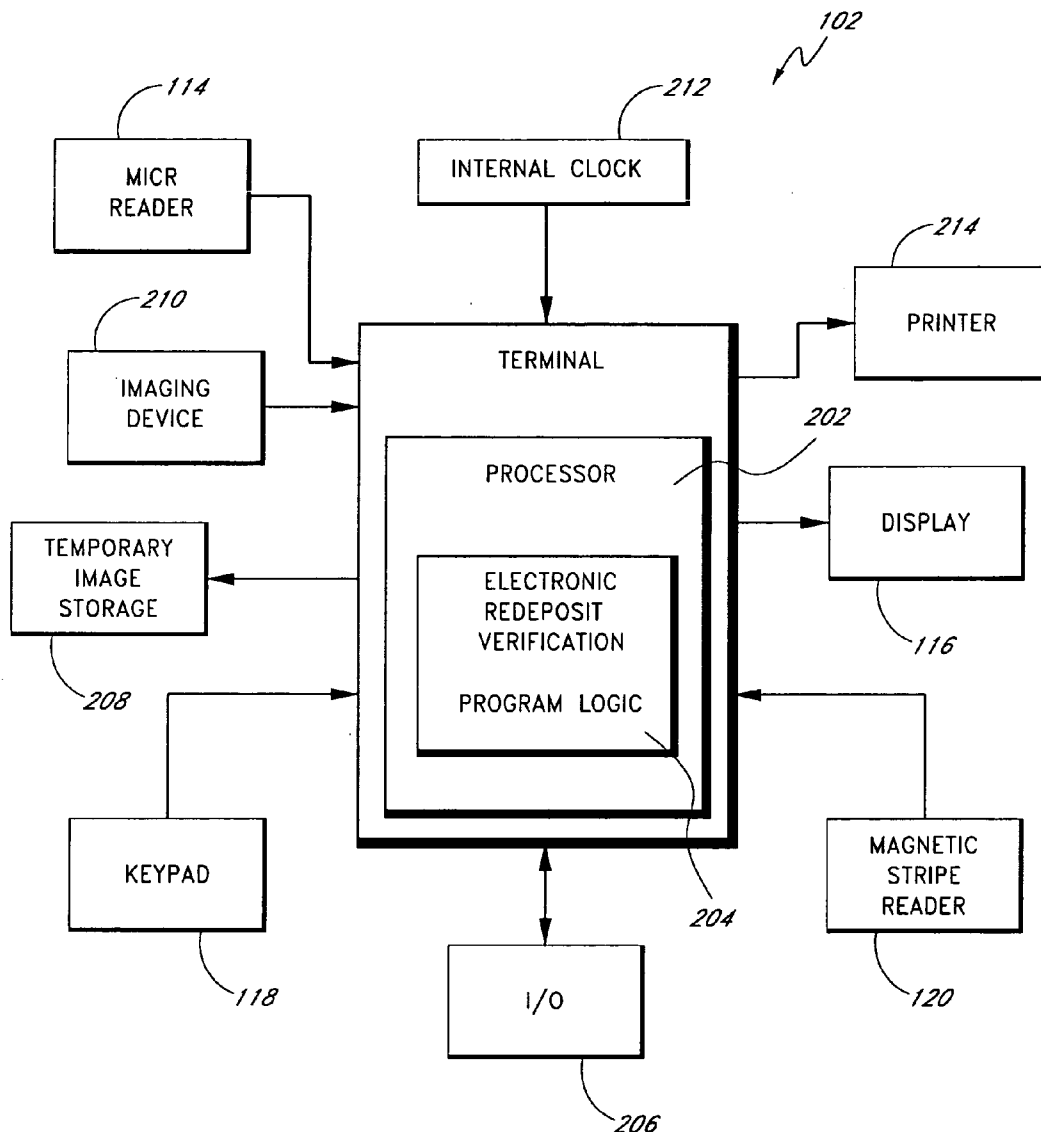 102
114
212
MICR
READER
INTERNAL CLOCK
214
210
PRINTER
TERMINAL
IMAGING
DEVICE
202
PROCESSOR
DISPLAY
TEMPORARY
IMAGE
STORAGE
ELECTRONIC
REDEPOSIT
VERIFICATION
PROGRAM LOGIC
116
208
KEYPAD
MAGNETIC
STRIPE
READER
204
118
I/O
120
206